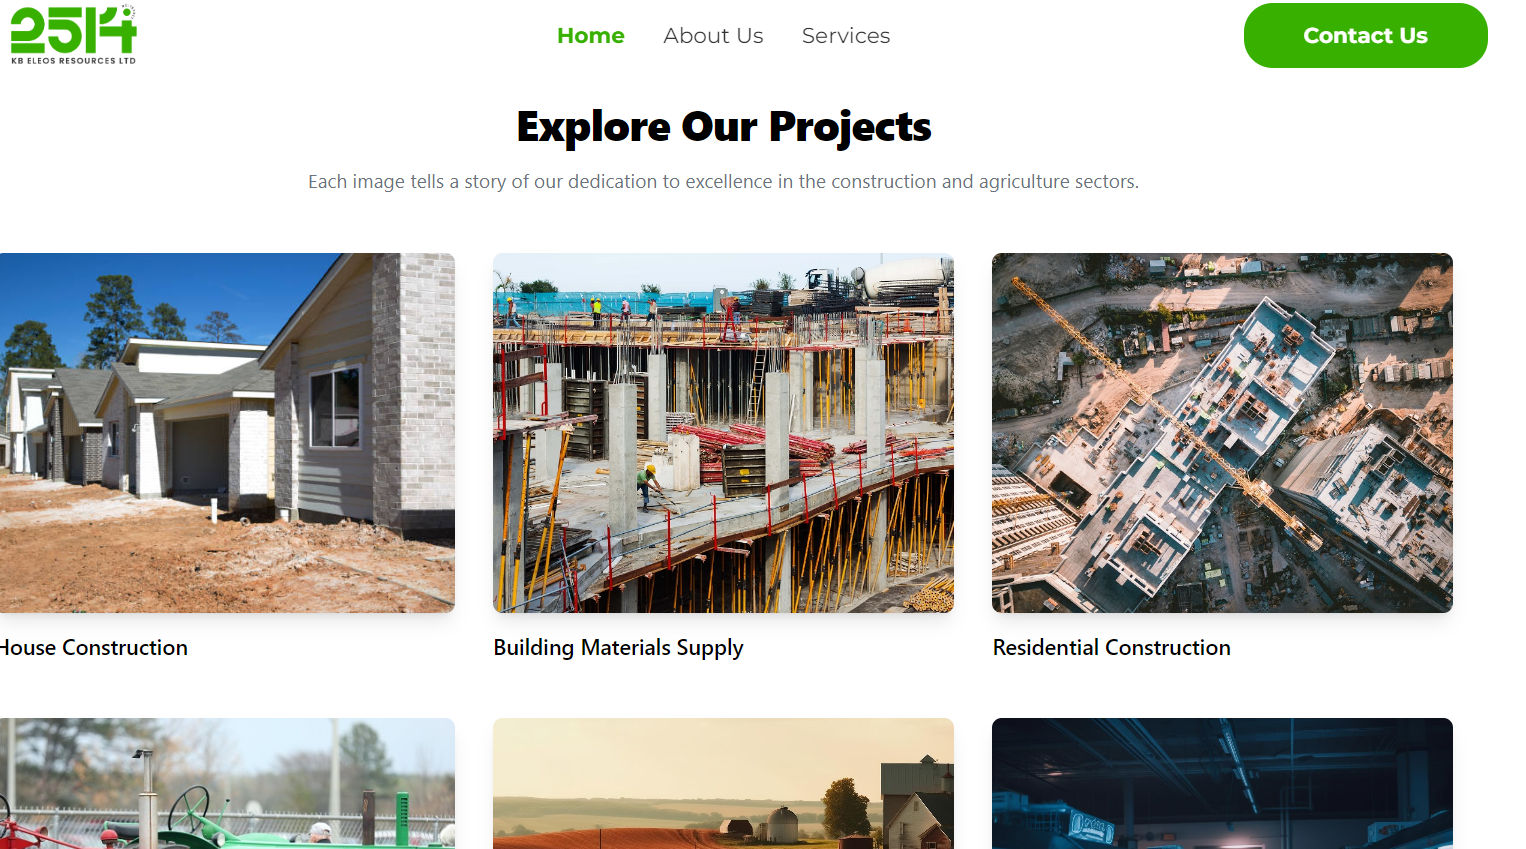 2514
KB ELEOS RESOURCES LTD
Home
About Us
Services
Contact Us
Explore Our Projects
Each image tells a story of our dedication to excellence in the construction and agriculture sectors.
House Construction
Building Materials Supply
Residential Construction